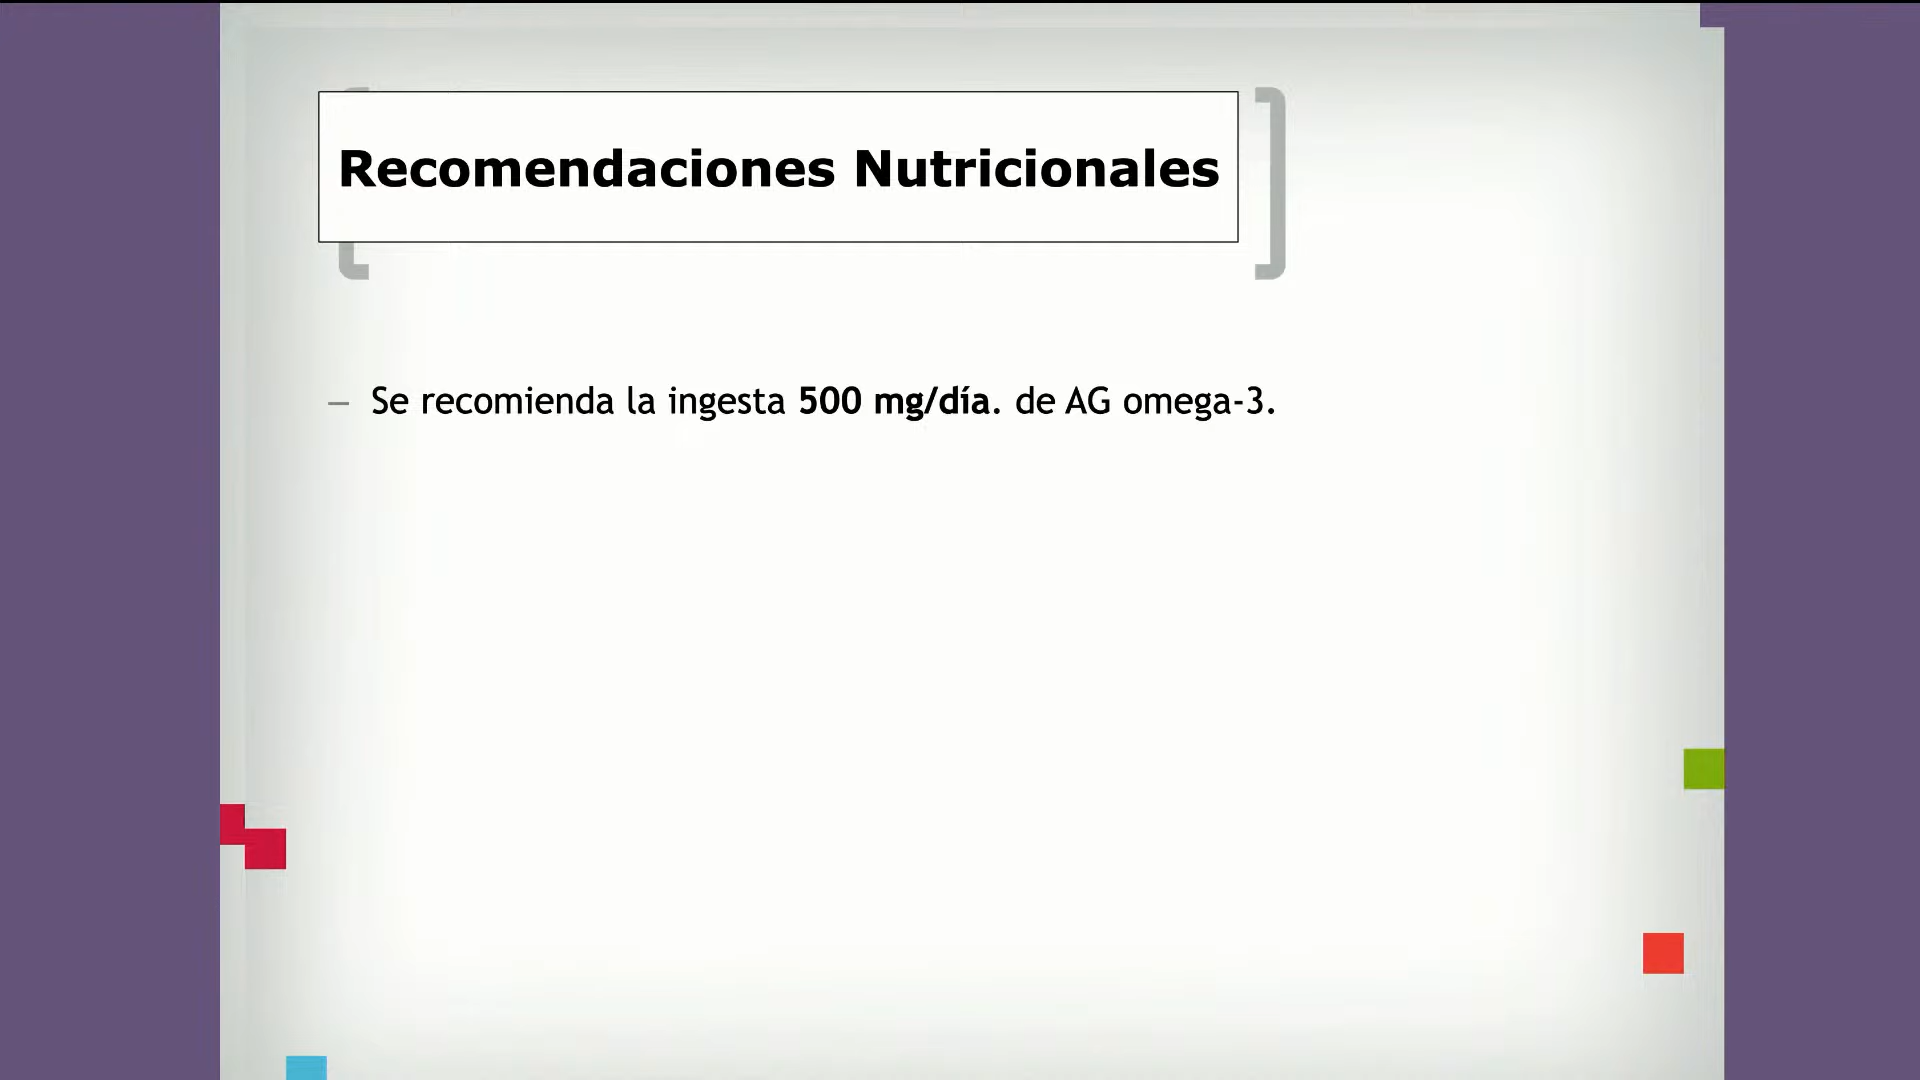 Recomendaciones Nutricionales
– Se recomienda la ingesta 500 mg/día. de AG omega-3.